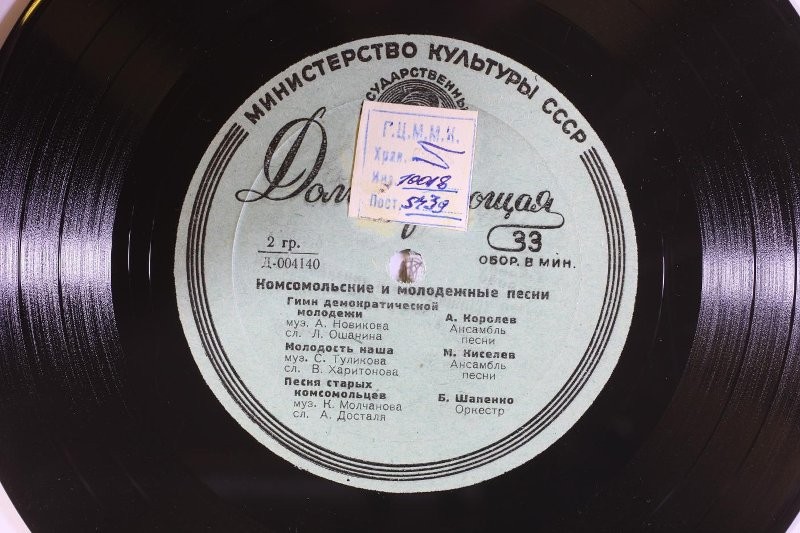 МИНИСТЕРСТВО КУЛЬТУРЫ СССР
Г.Ц.М.М.К.
Хран.
Инв. 10018
Пост. 5439
33
ОБОР. В МИН.
2 гр.
Д-004140
Комсомольские и молодежные песни
Гимн демократической
молодежи
А. Королев
муз. А. Новикова
Ансамбль
сл. Л. Ошанина
песни
Молодость наша
М. Киселев
муз. С. Туликова
Ансамбль
сл. В. Харитонова
песни
Песня старых
комсомольцев
Б. Шапенко
муз. К. Молчанова
Оркестр
сл. А. Досталя